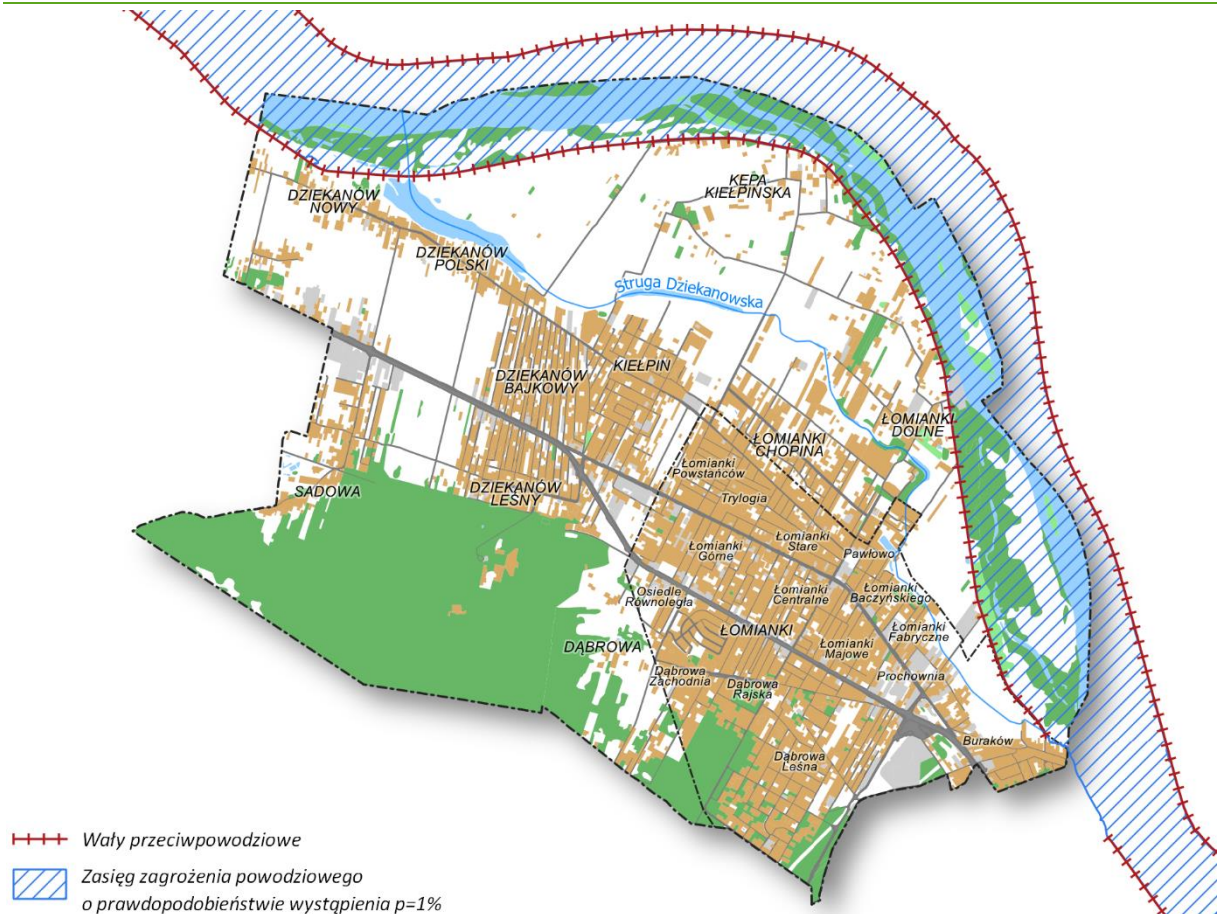 KĘPA
KIEŁPIŃSKA
DZIEKANÓW
NOWY
DZIEKANÓW
POLSKI
Struga Dziekanowska
KIEŁPIN
DZIEKANÓW
BAJKOWY
ŁOMIANKI
DOLNE
ŁOMIANKI
CHOPINA
Łomianki
Powstańców
DZIEKANÓW
LEŚNY
SADOWA
Trylogia
Łomianki
Stare
Łomianki
Górne
Pawłowo
Osiedle
Równoległa
Łomianki
Centralne
Łomianki
Baczyńskiego
ŁOMIANKI
Łomianki
Fabryczne
DĄBROWA
Łomianki
Majowe
Dąbrowa
Zachodnia
Dąbrowa
Rajska
Prochownia
Buraków
Dąbrowa
Leśna
Wały przeciwpowodziowe
Zasięg zagrożenia powodziowego
o prawdopodobieństwie wystąpienia p=1%